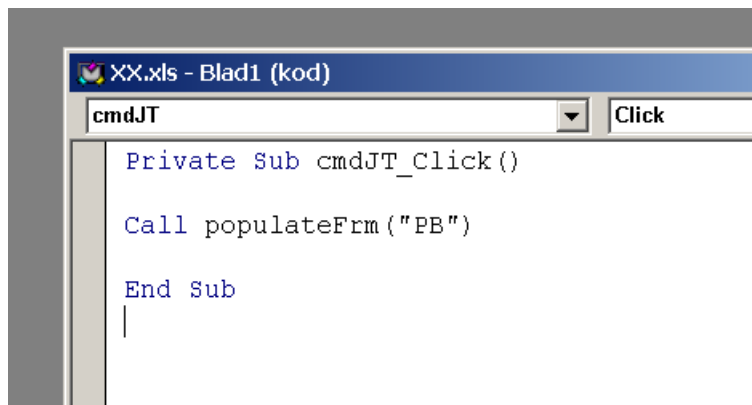 XX.xls - Blad1 (kod)
cmdJT Click
Private Sub cmdJT_Click()
Call populateFrm("PB")
End Sub